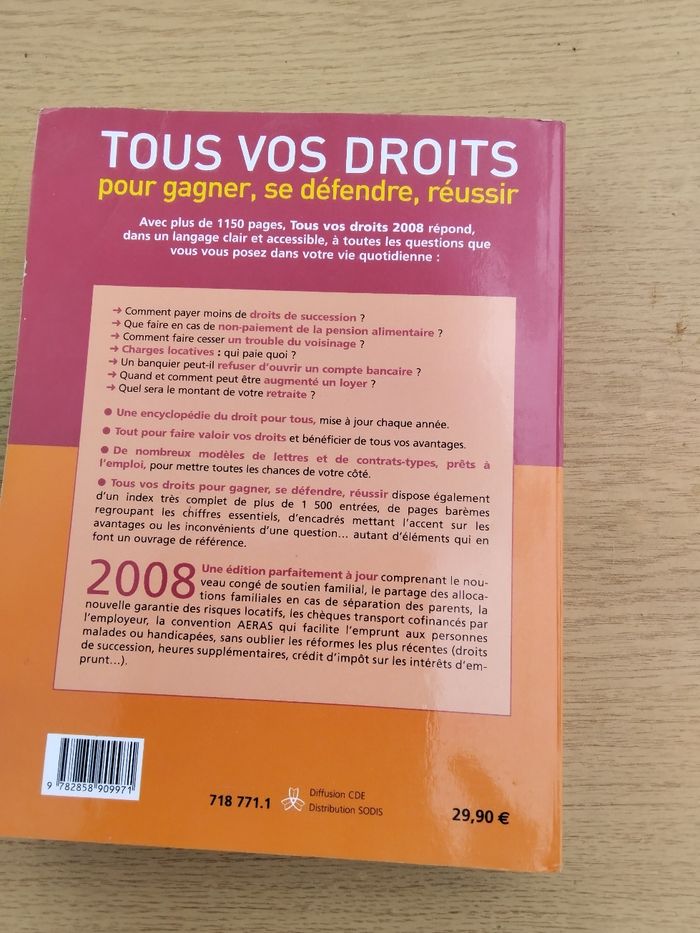 TOUS VOS DROITS
pour gagner, se défendre, réussir
Avec plus de 1150 pages, Tous vos droits 2008 répond,
dans un langage clair et accessible, à toutes les questions que
vous vous posez dans votre vie quotidienne :
➔ Comment payer moins de droits de succession ?
➔ Que faire en cas de non-paiement de la pension alimentaire ?
➔ Comment faire cesser un trouble du voisinage ?
➔ Charges locatives : qui paie quoi ?
➔ Un banquier peut-il refuser d'ouvrir un compte bancaire ?
➔ Quand et comment peut être augmenté un loyer ?
➔ Quel sera le montant de votre retraite ?
● Une encyclopédie du droit pour tous, mise à jour chaque année.
● Tout pour faire valoir vos droits et bénéficier de tous vos avantages.
● De nombreux modèles de lettres et de contrats-types, prêts à
l'emploi, pour mettre toutes les chances de votre côté.
● Tous vos droits pour gagner, se défendre, réussir dispose également
d'un index très complet de plus de 1 500 entrées, de pages barèmes
regroupant les chiffres essentiels, d'encadrés mettant l'accent sur les
avantages ou les inconvénients d'une question... autant d'éléments qui en
font un ouvrage de référence.
2008 Une édition parfaitement à jour comprenant le nou-
veau congé de soutien familial, le partage des alloca-
tions familiales en cas de séparation des parents, la
nouvelle garantie des risques locatifs, les chèques transport cofinancés par
l'employeur, la convention AERAS qui facilite l'emprunt aux personnes
malades ou handicapées, sans oublier les réformes les plus récentes (droits
de succession, heures supplémentaires, crédit d'impôt sur les intérêts d'em-
prunt...).
9 782858 909971
718 771.1
Diffusion CDE
Distribution SODIS
29,90 €